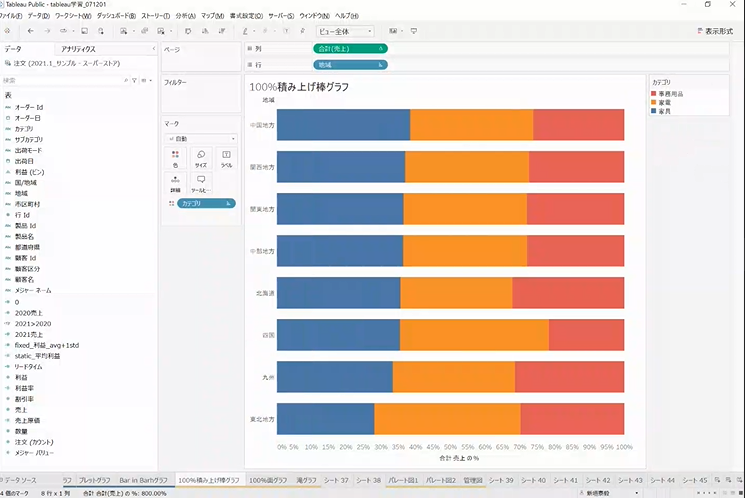 Tableau Public - tableau学習_071201
ファイル(F) データ(D) ワークシート(W) ダッシュボード(B) ストーリー(T) 分析(A) マップ(M) 書式設定(O) サーバー(S) ウィンドウ(N) ヘルプ(H)
ビュー全体
表示形式
データ アナリティクス
注文 (2021.1_サンプル - スーパーストア)
検索
表
オーダー Id
オーダー日
カテゴリ
サブカテゴリ
出荷モード
出荷日
利益 (ビン)
国/地域
地域
市区町村
行 Id
製品 Id
製品名
都道府県
顧客 Id
顧客区分
顧客名
メジャー ネーム
0
2020売上
2021>2020
2021売上
fixed_利益_avg+1std
static_平均利益
リードタイム
利益
利益率
割引率
売上
売上原価
数量
注文 (カウント)
メジャー バリュー
ページ
フィルター
マーク
自動
色 サイズ ラベル
詳細 ツールヒ...
カテゴリ
列 合計(売上)
行 地域
100%積み上げ棒グラフ
地域
中国地方
関西地方
関東地方
中部地方
北海道
四国
九州
東北地方
0% 5% 10% 15% 20% 25% 30% 35% 40% 45% 50% 55% 60% 65% 70% 75% 80% 85% 90% 95% 100%
合計 売上 の %
カテゴリ
事務用品
家電
家具
データ ソース ラフ ブレットグラフ Bar in Barhグラフ 100%積み上げ棒グラフ 100%面グラフ 滝グラフ シート 37 シート 38 パレート図1 パレート図2 管理図 シート 39 シート 40 シート 41 シート 42 シート 43 シート 44 シート 45
4 個のマーク 8 行 x 1 列 合計 合計(売上) の %: 800.00%